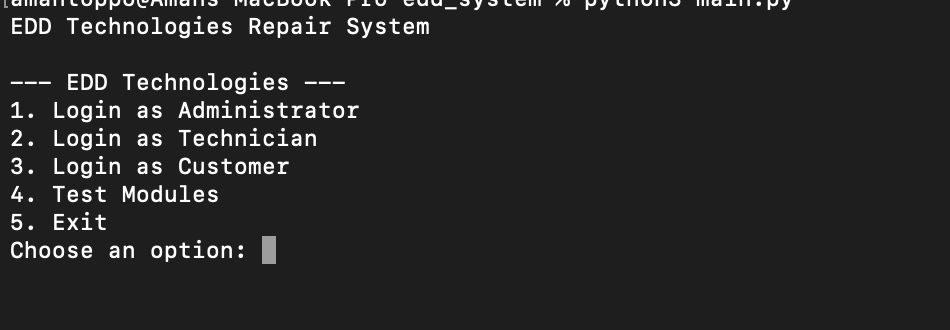 [amantoppo@Amans MacBook Pro edd_system % python3 main.py
EDD Technologies Repair System
--- EDD Technologies ---
1. Login as Administrator
2. Login as Technician
3. Login as Customer
4. Test Modules
5. Exit
Choose an option: